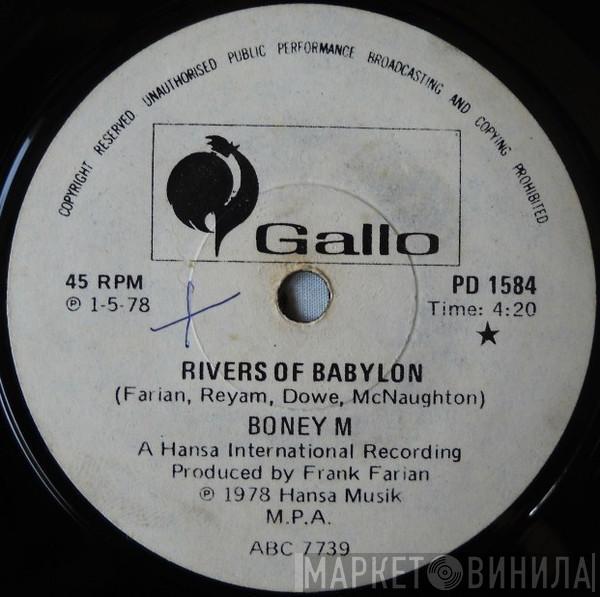 COPYRIGHT RESERVED UNAUTHORISED PUBLIC PERFORMANCE BROADCASTING AND COPYING PROHIBITED
Gallo
45 RPM
℗ 1-5-78
PD 1584
Time: 4:20
RIVERS OF BABYLON
(Farian, Reyam, Dowe, McNaughton)
BONEY M
A Hansa International Recording
Produced by Frank Farian
℗ 1978 Hansa Musik
M.P.A.
ABC 7739
МАРКЕТ ВИНИЛА